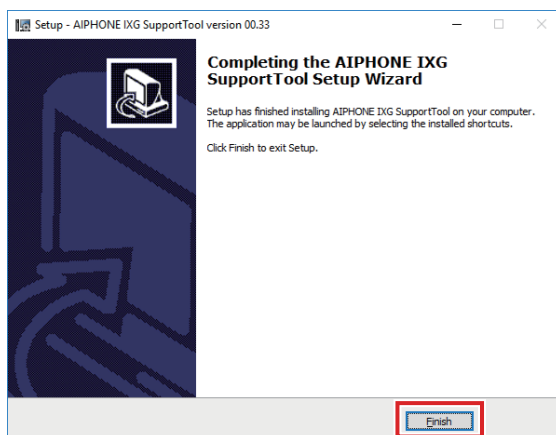 Setup - AIPHONE IXG SupportTool version 00.33
Completing the AIPHONE IXG
SupportTool Setup Wizard
Setup has finished installing AIPHONE IXG SupportTool on your computer.
The application may be launched by selecting the installed shortcuts.
Click Finish to exit Setup.
Finish